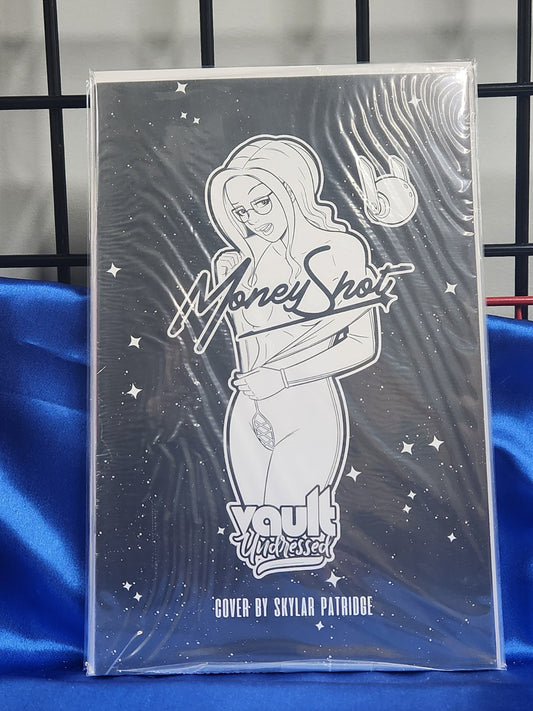 Money Shot
vault
Undressed
COVER BY SKYLAR PATRIDGE